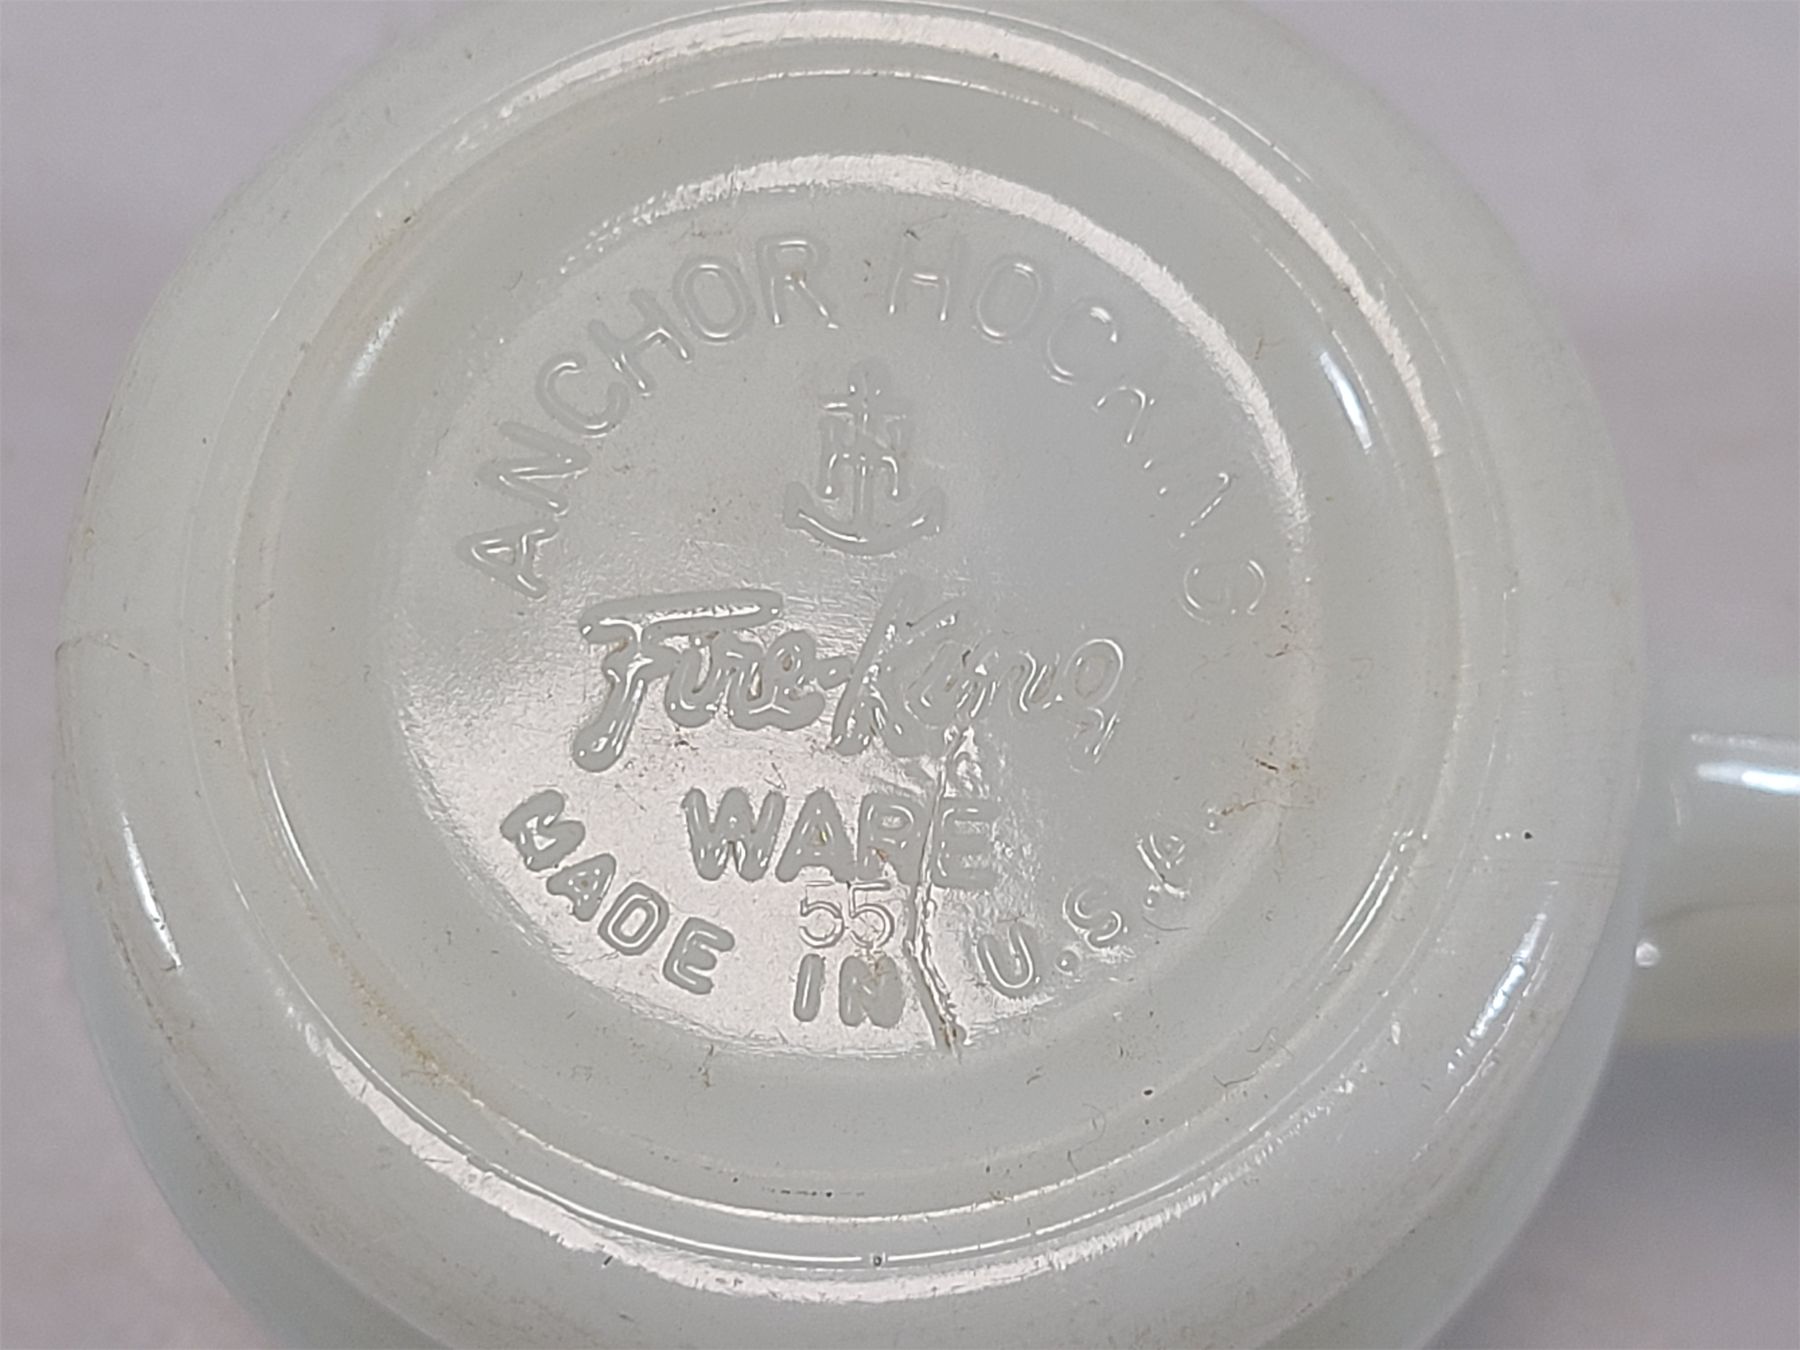 ANCHOR HOCKING
Fire-King
WARE
55
MADE IN U.S.A.